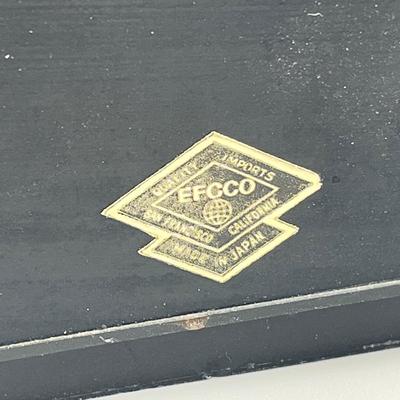 QUALITY IMPORTS
EFCCO
SAN FRANCISCO CALIFORNIA
MADE IN JAPAN